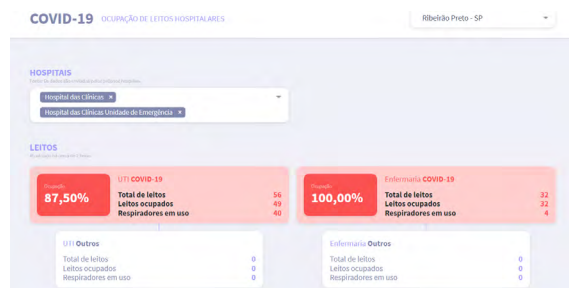 COVID-19 OCUPAÇÃO DE LEITOS HOSPITALARES
Ribeirão Preto - SP
HOSPITAIS
Hospital das Clínicas ×
Hospital das Clínicas Unidade de Emergência ×
LEITOS
UTI COVID-19
Ocupação
87,50%
Total de leitos 56
Leitos ocupados 49
Respiradores em uso 40
Enfermaria COVID-19
Ocupação
100,00%
Total de leitos 32
Leitos ocupados 32
Respiradores em uso 4
UTI Outros
Total de leitos 0
Leitos ocupados 0
Respiradores em uso 0
Enfermaria Outros
Total de leitos 0
Leitos ocupados 0
Respiradores em uso 0